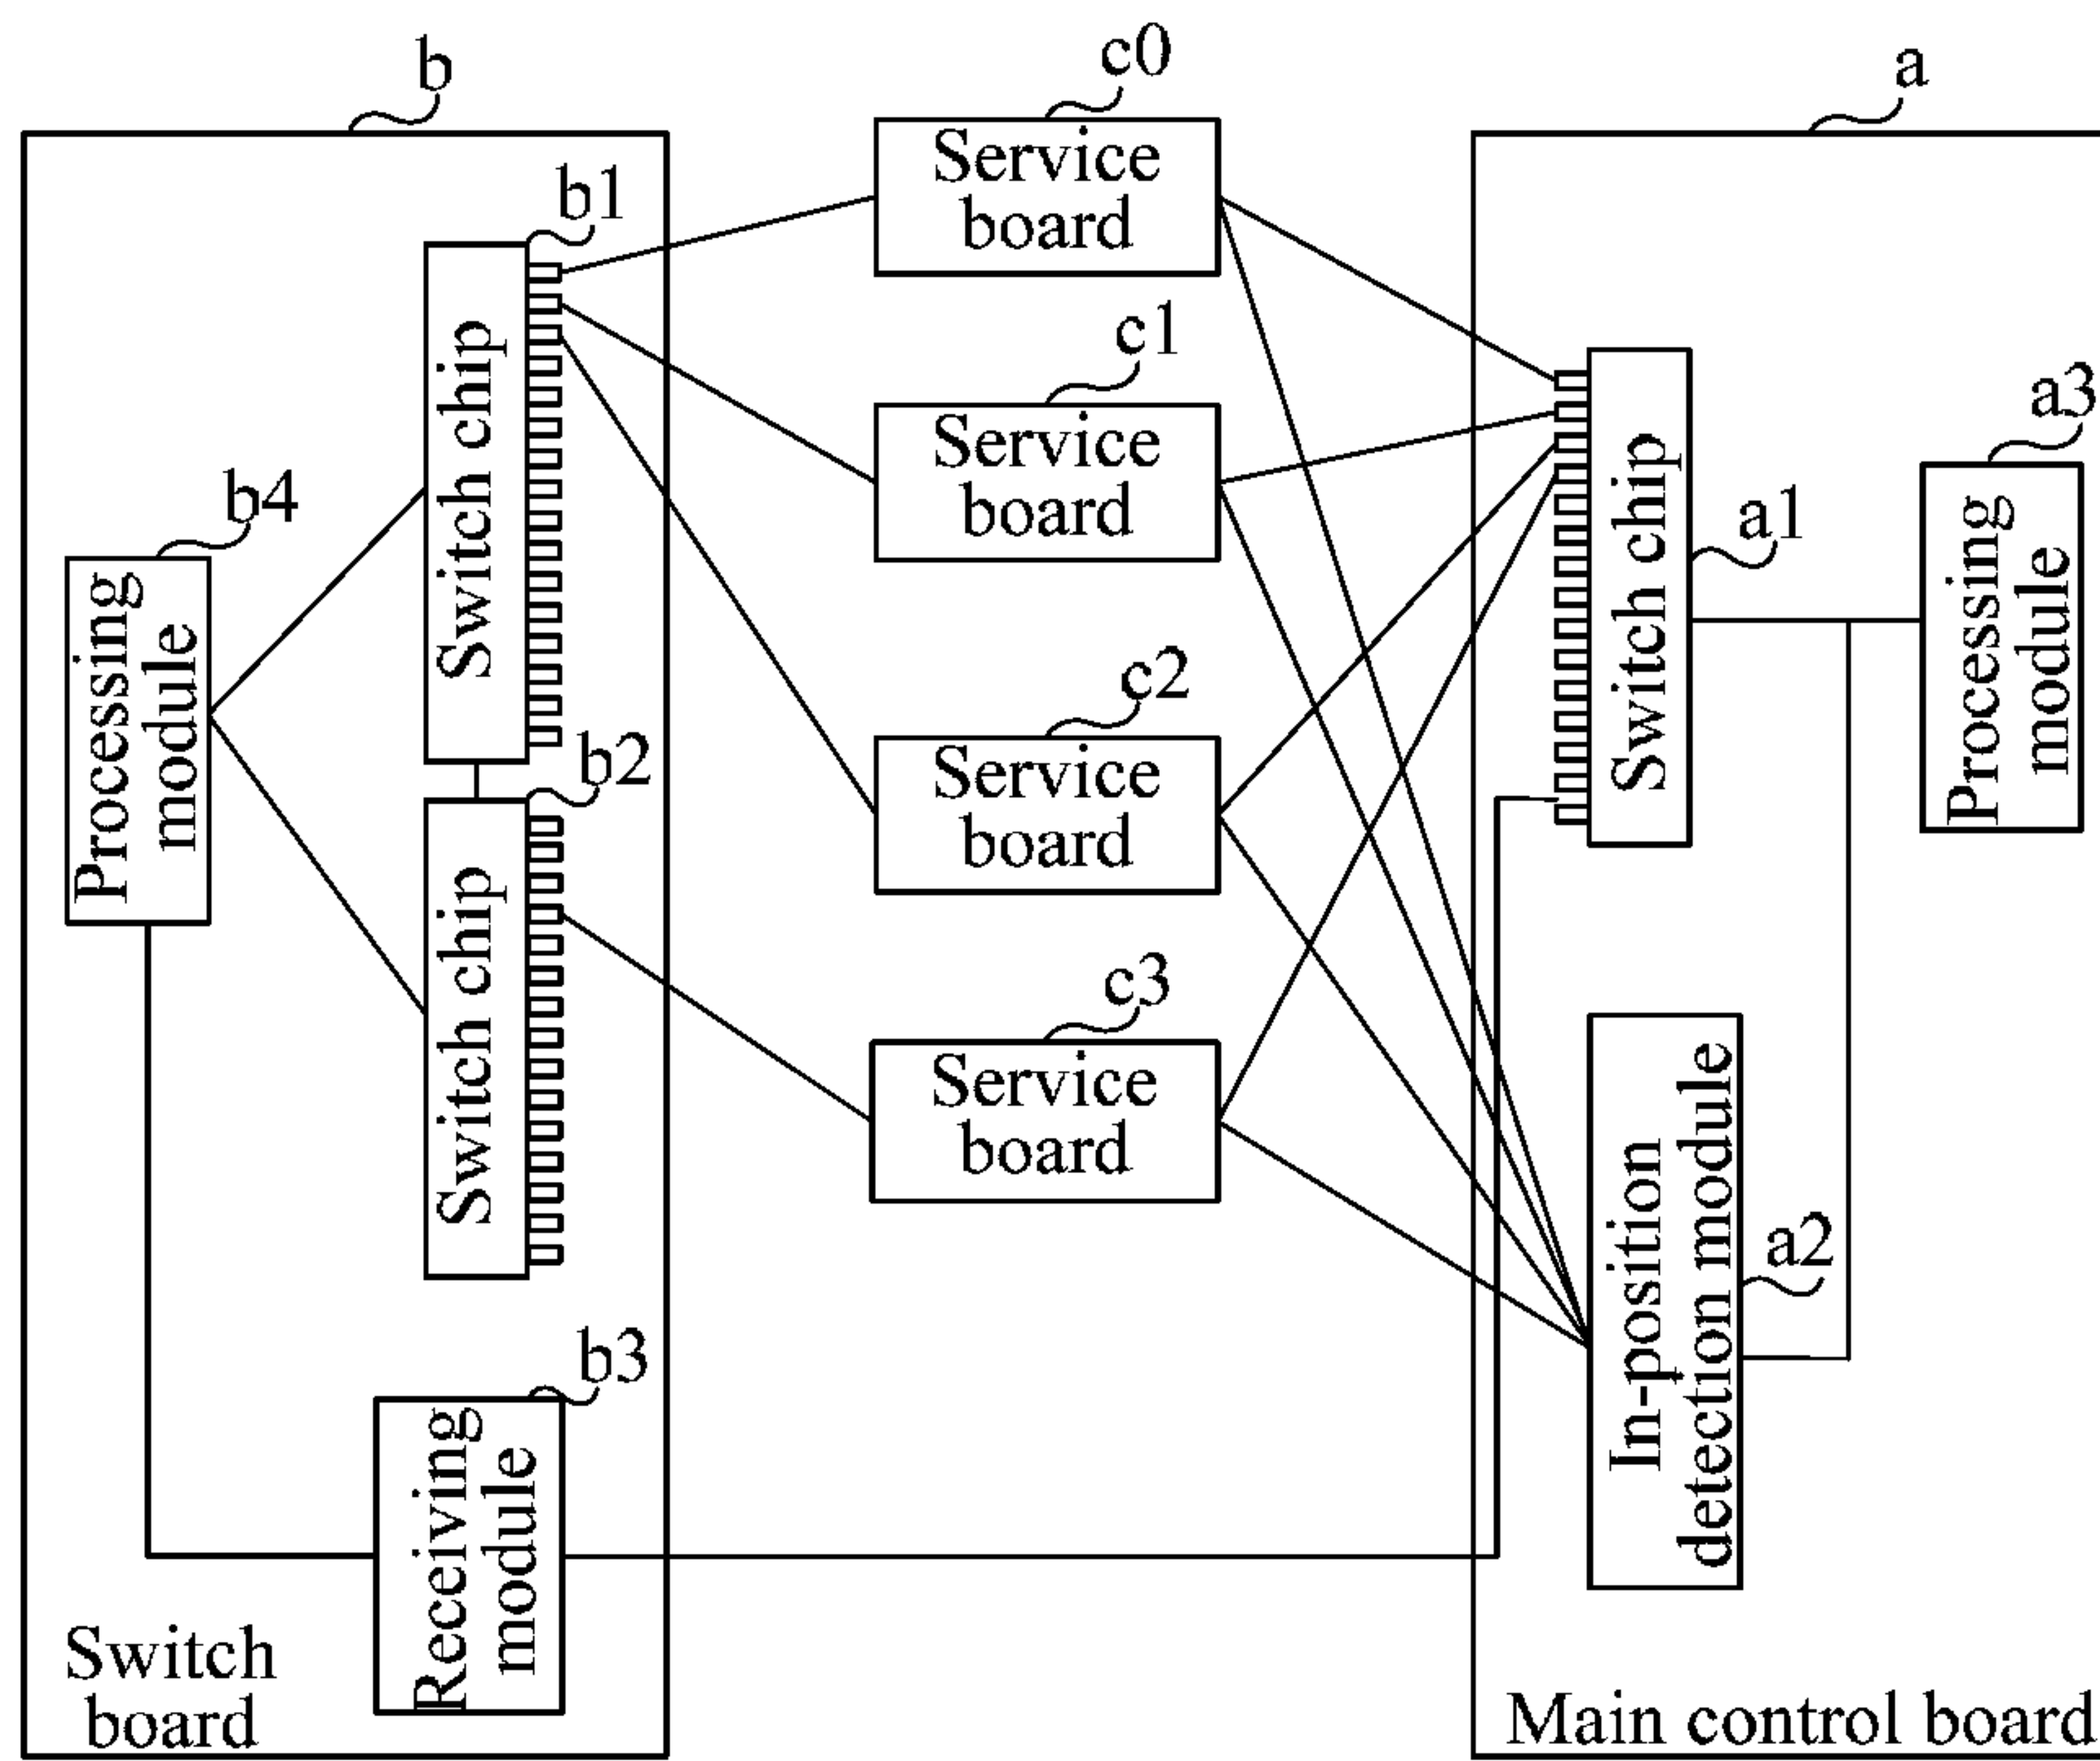 b
c0
a
b1
Service
board
Switch chip
c1
Service
board
a3
Processing
module
b4
Processing
module
Switch chip
a1
c2
Service
board
b2
Switch chip
c3
Service
board
In-position
detection module
a2
b3
Receiving
module
Switch
board
Main control board